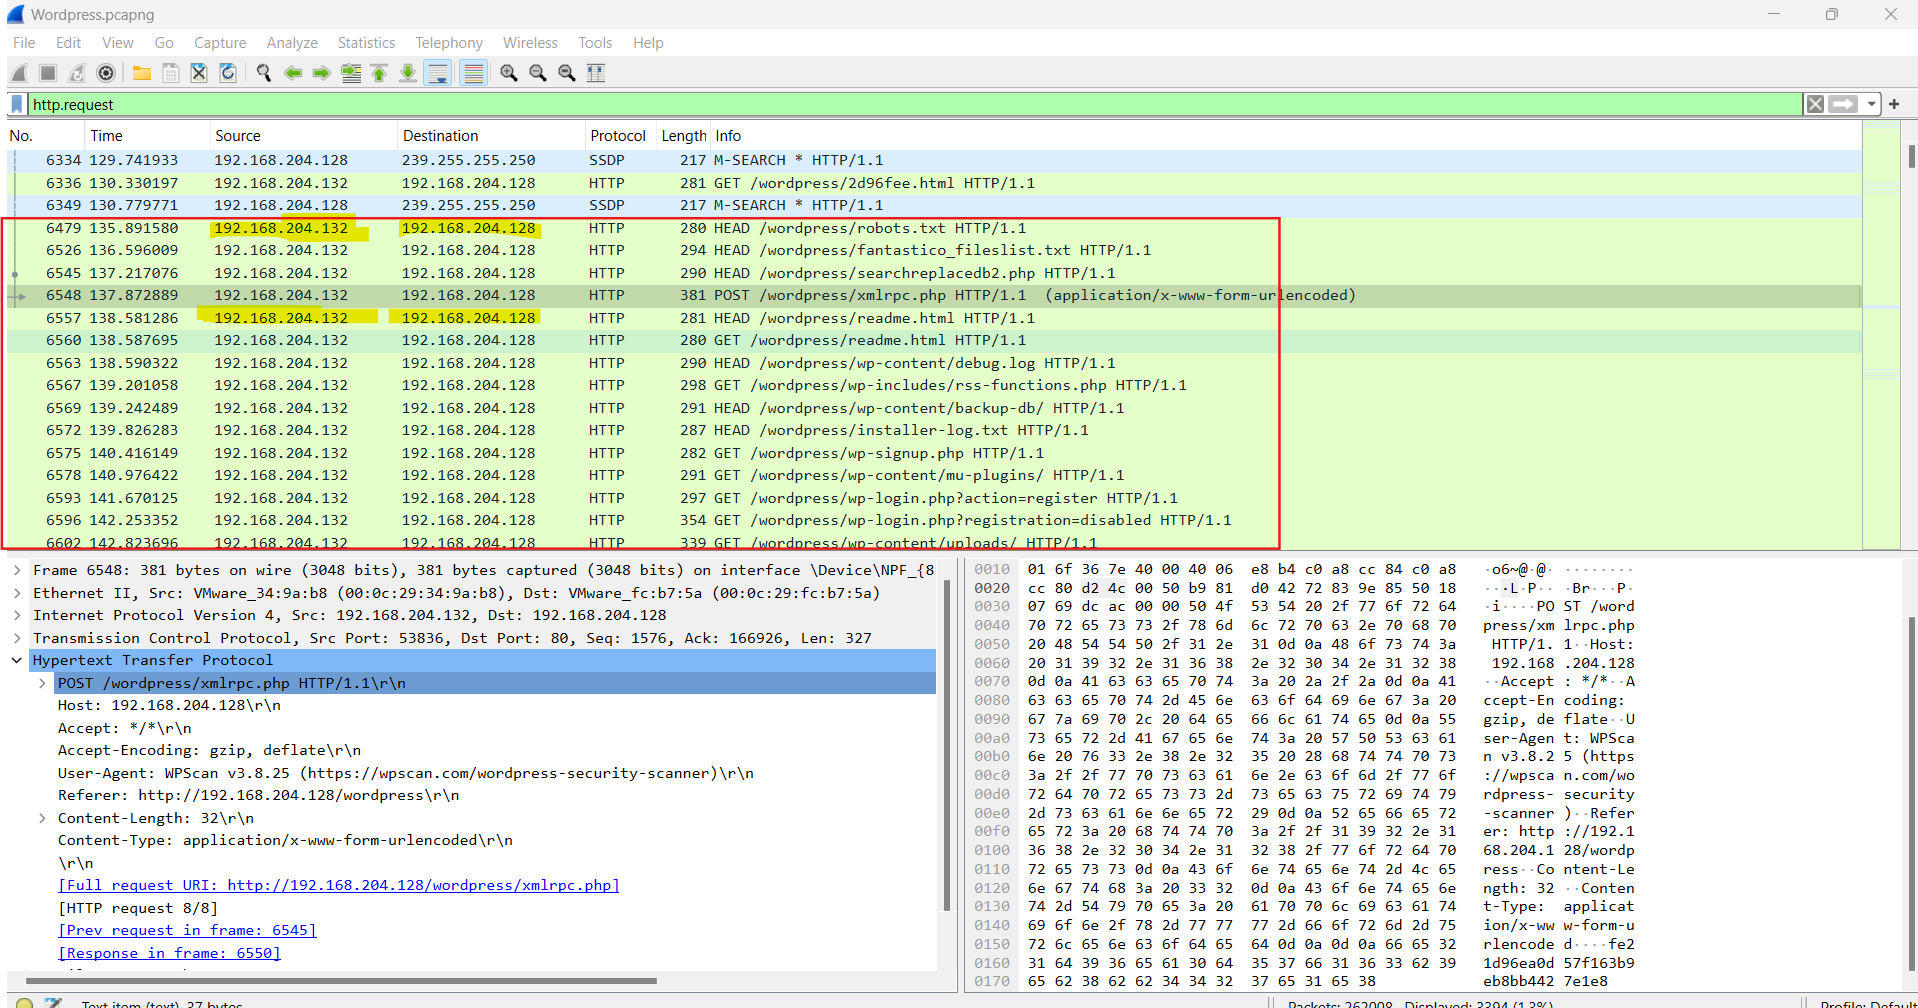 Wordpress.pcapng
File Edit View Go Capture Analyze Statistics Telephony Wireless Tools Help
http.request
No. Time Source Destination Protocol Length Info
6334 129.741933 192.168.204.128 239.255.255.250 SSDP 217 M-SEARCH * HTTP/1.1
6336 130.330197 192.168.204.132 192.168.204.128 HTTP 281 GET /wordpress/2d96fee.html HTTP/1.1
6349 130.779771 192.168.204.128 239.255.255.250 SSDP 217 M-SEARCH * HTTP/1.1
6479 135.891580 192.168.204.132 192.168.204.128 HTTP 280 HEAD /wordpress/robots.txt HTTP/1.1
6526 136.596009 192.168.204.132 192.168.204.128 HTTP 294 HEAD /wordpress/fantastico_fileslist.txt HTTP/1.1
6545 137.217076 192.168.204.132 192.168.204.128 HTTP 290 HEAD /wordpress/searchreplacedb2.php HTTP/1.1
6548 137.872889 192.168.204.132 192.168.204.128 HTTP 381 POST /wordpress/xmlrpc.php HTTP/1.1 (application/x-www-form-urlencoded)
6557 138.581286 192.168.204.132 192.168.204.128 HTTP 281 HEAD /wordpress/readme.html HTTP/1.1
6560 138.587695 192.168.204.132 192.168.204.128 HTTP 280 GET /wordpress/readme.html HTTP/1.1
6563 138.590322 192.168.204.132 192.168.204.128 HTTP 290 HEAD /wordpress/wp-content/debug.log HTTP/1.1
6567 139.201058 192.168.204.132 192.168.204.128 HTTP 298 GET /wordpress/wp-includes/rss-functions.php HTTP/1.1
6569 139.242489 192.168.204.132 192.168.204.128 HTTP 291 HEAD /wordpress/wp-content/backup-db/ HTTP/1.1
6572 139.826283 192.168.204.132 192.168.204.128 HTTP 287 HEAD /wordpress/installer-log.txt HTTP/1.1
6575 140.416149 192.168.204.132 192.168.204.128 HTTP 282 GET /wordpress/wp-signup.php HTTP/1.1
6578 140.976422 192.168.204.132 192.168.204.128 HTTP 291 GET /wordpress/wp-content/mu-plugins/ HTTP/1.1
6593 141.670125 192.168.204.132 192.168.204.128 HTTP 297 GET /wordpress/wp-login.php?action=register HTTP/1.1
6596 142.253352 192.168.204.132 192.168.204.128 HTTP 354 GET /wordpress/wp-login.php?registration=disabled HTTP/1.1
6602 142.823696 192.168.204.132 192.168.204.128 HTTP 339 GET /wordpress/wp-content/uploads/ HTTP/1.1
Frame 6548: 381 bytes on wire (3048 bits), 381 bytes captured (3048 bits) on interface \Device\NPF_{8
Ethernet II, Src: VMware_34:9a:b8 (00:0c:29:34:9a:b8), Dst: VMware_fc:b7:5a (00:0c:29:fc:b7:5a)
Internet Protocol Version 4, Src: 192.168.204.132, Dst: 192.168.204.128
Transmission Control Protocol, Src Port: 53836, Dst Port: 80, Seq: 1576, Ack: 166926, Len: 327
Hypertext Transfer Protocol
POST /wordpress/xmlrpc.php HTTP/1.1\r\n
Host: 192.168.204.128\r\n
Accept: */*\r\n
Accept-Encoding: gzip, deflate\r\n
User-Agent: WPScan v3.8.25 (https://wpscan.com/wordpress-security-scanner)\r\n
Referer: http://192.168.204.128/wordpress\r\n
Content-Length: 32\r\n
Content-Type: application/x-www-form-urlencoded\r\n
\r\n
[Full request URI: http://192.168.204.128/wordpress/xmlrpc.php]
[HTTP request 8/8]
[Prev request in frame: 6545]
[Response in frame: 6550]
0010 01 6f 36 7e 40 00 40 06 e8 b4 c0 a8 cc 84 c0 a8 ·o6~@·@· ········
0020 cc 80 d2 4c 00 50 b9 81 d0 42 72 83 9e 85 50 18 ···L·P·· ·Br···P·
0030 07 69 dc ac 00 00 50 4f 53 54 20 2f 77 6f 72 64 ·i····PO ST /word
0040 70 72 65 73 73 2f 78 6d 6c 72 70 63 2e 70 68 70 press/xm lrpc.php
0050 20 48 54 54 50 2f 31 2e 31 0d 0a 48 6f 73 74 3a HTTP/1. 1··Host:
0060 20 31 39 32 2e 31 36 38 2e 32 30 34 2e 31 32 38 192.168 .204.128
0070 0d 0a 41 63 63 65 70 74 3a 20 2a 2f 2a 0d 0a 41 ··Accept : */*··A
0080 63 63 65 70 74 2d 45 6e 63 6f 64 69 6e 67 3a 20 ccept-En coding:
0090 67 7a 69 70 2c 20 64 65 66 6c 61 74 65 0d 0a 55 gzip, de flate··U
00a0 73 65 72 2d 41 67 65 6e 74 3a 20 57 50 53 63 61 ser-Agen t: WPSca
00b0 6e 20 76 33 2e 38 2e 32 35 20 28 68 74 74 70 73 n v3.8.2 5 (https
00c0 3a 2f 2f 77 70 73 63 61 6e 2e 63 6f 6d 2f 77 6f ://wpsca n.com/wo
00d0 72 64 70 72 65 73 73 2d 73 65 63 75 72 69 74 79 rdpress- security
00e0 2d 73 63 61 6e 6e 65 72 29 0d 0a 52 65 66 65 72 -scanner )··Refer
00f0 65 72 3a 20 68 74 74 70 3a 2f 2f 31 39 32 2e 31 er: http ://192.1
0100 36 38 2e 32 30 34 2e 31 32 38 2f 77 6f 72 64 70 68.204.1 28/wordp
0110 72 65 73 73 0d 0a 43 6f 6e 74 65 6e 74 2d 4c 65 ress··Co ntent-Le
0120 6e 67 74 68 3a 20 33 32 0d 0a 43 6f 6e 74 65 6e ngth: 32 ··Conten
0130 74 2d 54 79 70 65 3a 20 61 70 70 6c 69 63 61 74 t-Type: applicat
0140 69 6f 6e 2f 78 2d 77 77 77 2d 66 6f 72 6d 2d 75 ion/x-ww w-form-u
0150 72 6c 65 6e 63 6f 64 65 64 0d 0a 0d 0a 66 65 32 rlencode d····fe2
0160 31 64 39 36 65 61 30 64 35 37 66 31 36 33 62 39 1d96ea0d 57f163b9
0170 65 62 38 62 62 34 34 32 37 65 31 65 38 eb8bb442 7e1e8
Text item (text), 37 bytes
Packets: 262008 · Displayed: 3394 (1.3%)
Profile: Default